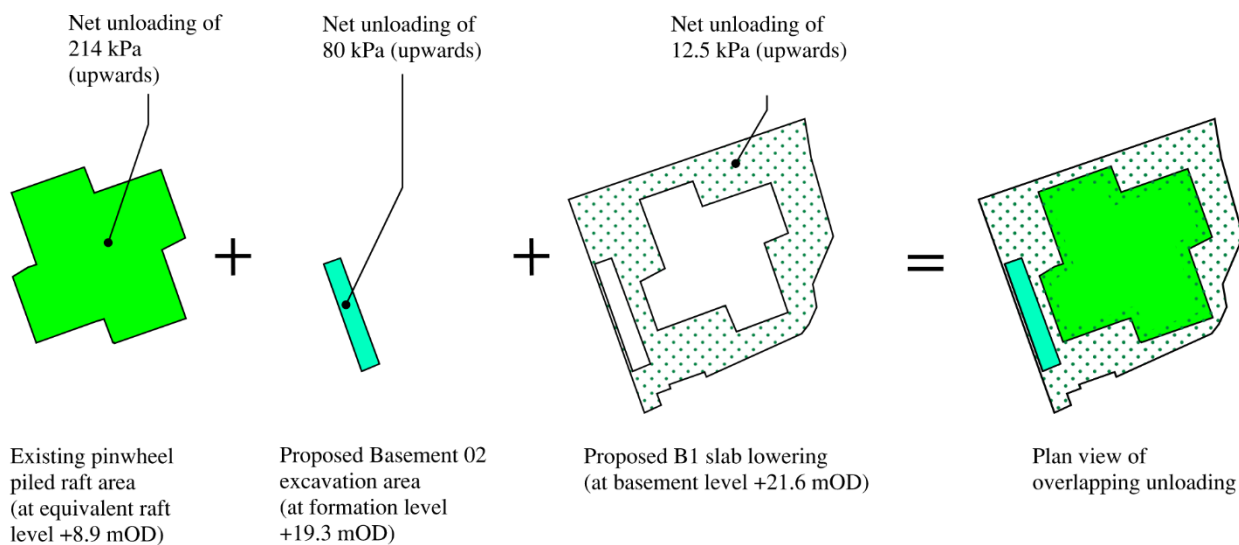 Net unloading of
214 kPa
(upwards)
Net unloading of
80 kPa (upwards)
Net unloading of
12.5 kPa (upwards)
+
+
=
Existing pinwheel
piled raft area
(at equivalent raft
level +8.9 mOD)
Proposed Basement 02
excavation area
(at formation level
+19.3 mOD)
Proposed B1 slab lowering
(at basement level +21.6 mOD)
Plan view of
overlapping unloading